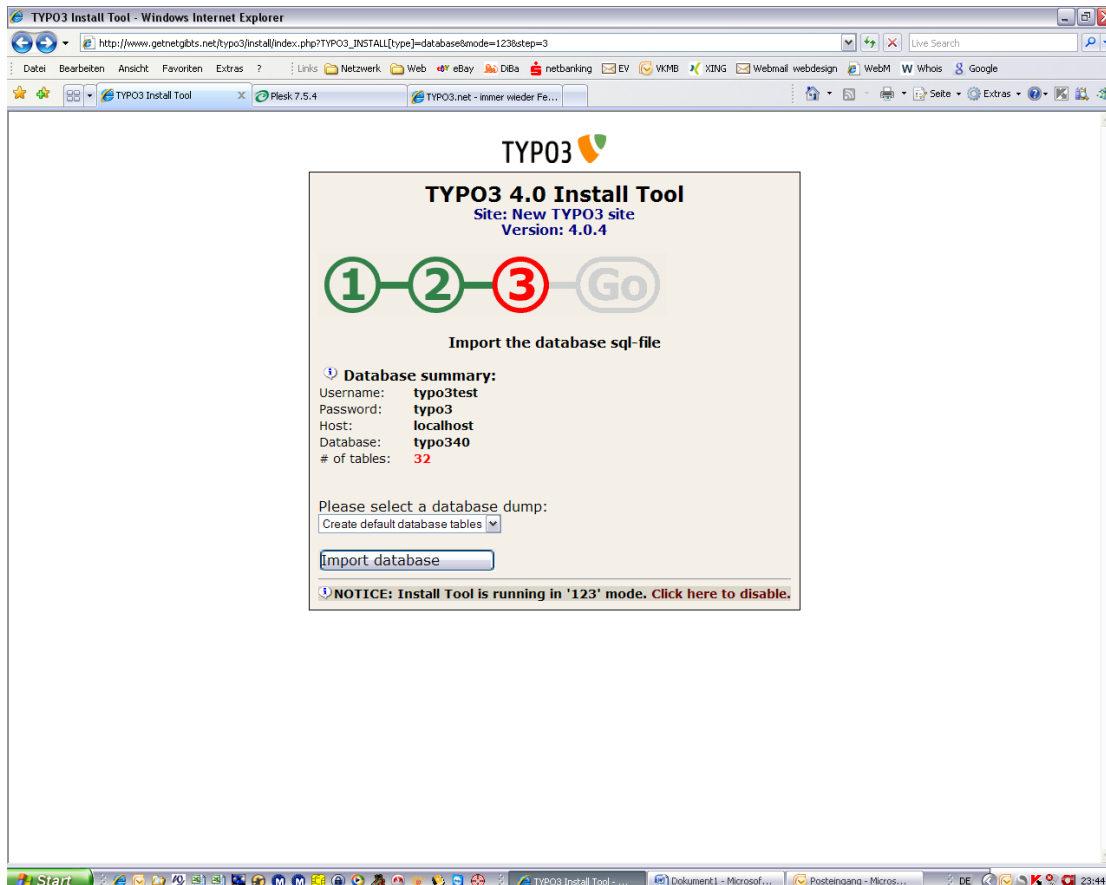 TYPO3 Install Tool - Windows Internet Explorer
http://www.getnetgibts.net/typo3/install/index.php?TYPO3_INSTALL[type]=database&mode=123&step=3
Live Search
Datei Bearbeiten Ansicht Favoriten Extras ? Links Netzwerk Web eBay DiBa netbanking EV VKMB XING Webmail webdesign WebM Whois Google
TYPO3 Install Tool Plesk 7.5.4 TYPO3.net - immer wieder Fe... Seite Extras
TYPO3
TYPO3 4.0 Install Tool
Site: New TYPO3 site
Version: 4.0.4
1 2 3 Go
Import the database sql-file
Database summary:
Username: typo3test
Password: typo3
Host: localhost
Database: typo340
# of tables: 32
Please select a database dump:
Create default database tables
Import database
NOTICE: Install Tool is running in '123' mode. Click here to disable.
Start TYPO3 Install Tool - ... Dokument1 - Microsof... Posteingang - Micros... DE 23:44